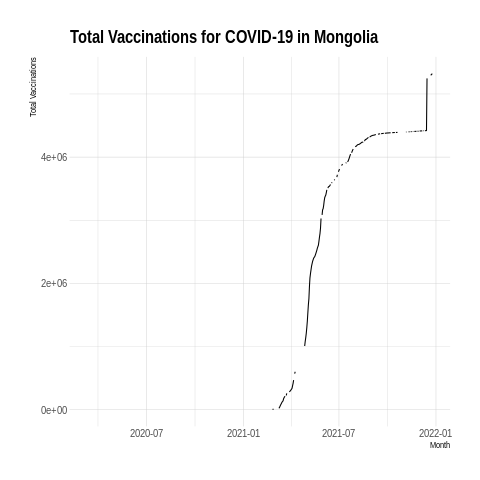 Total Vaccinations for COVID-19 in Mongolia
Total Vaccinations
4e+06
2e+06
0e+00
2020-07 2021-01 2021-07 2022-01
Month